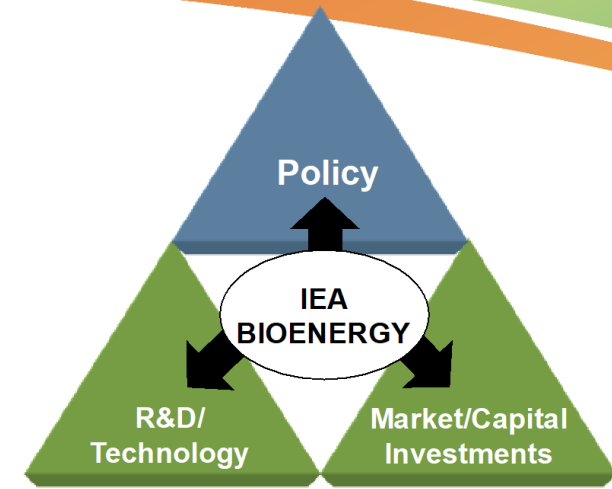 Policy
IEA
BIOENERGY
R&D/
Technology
Market/Capital
Investments